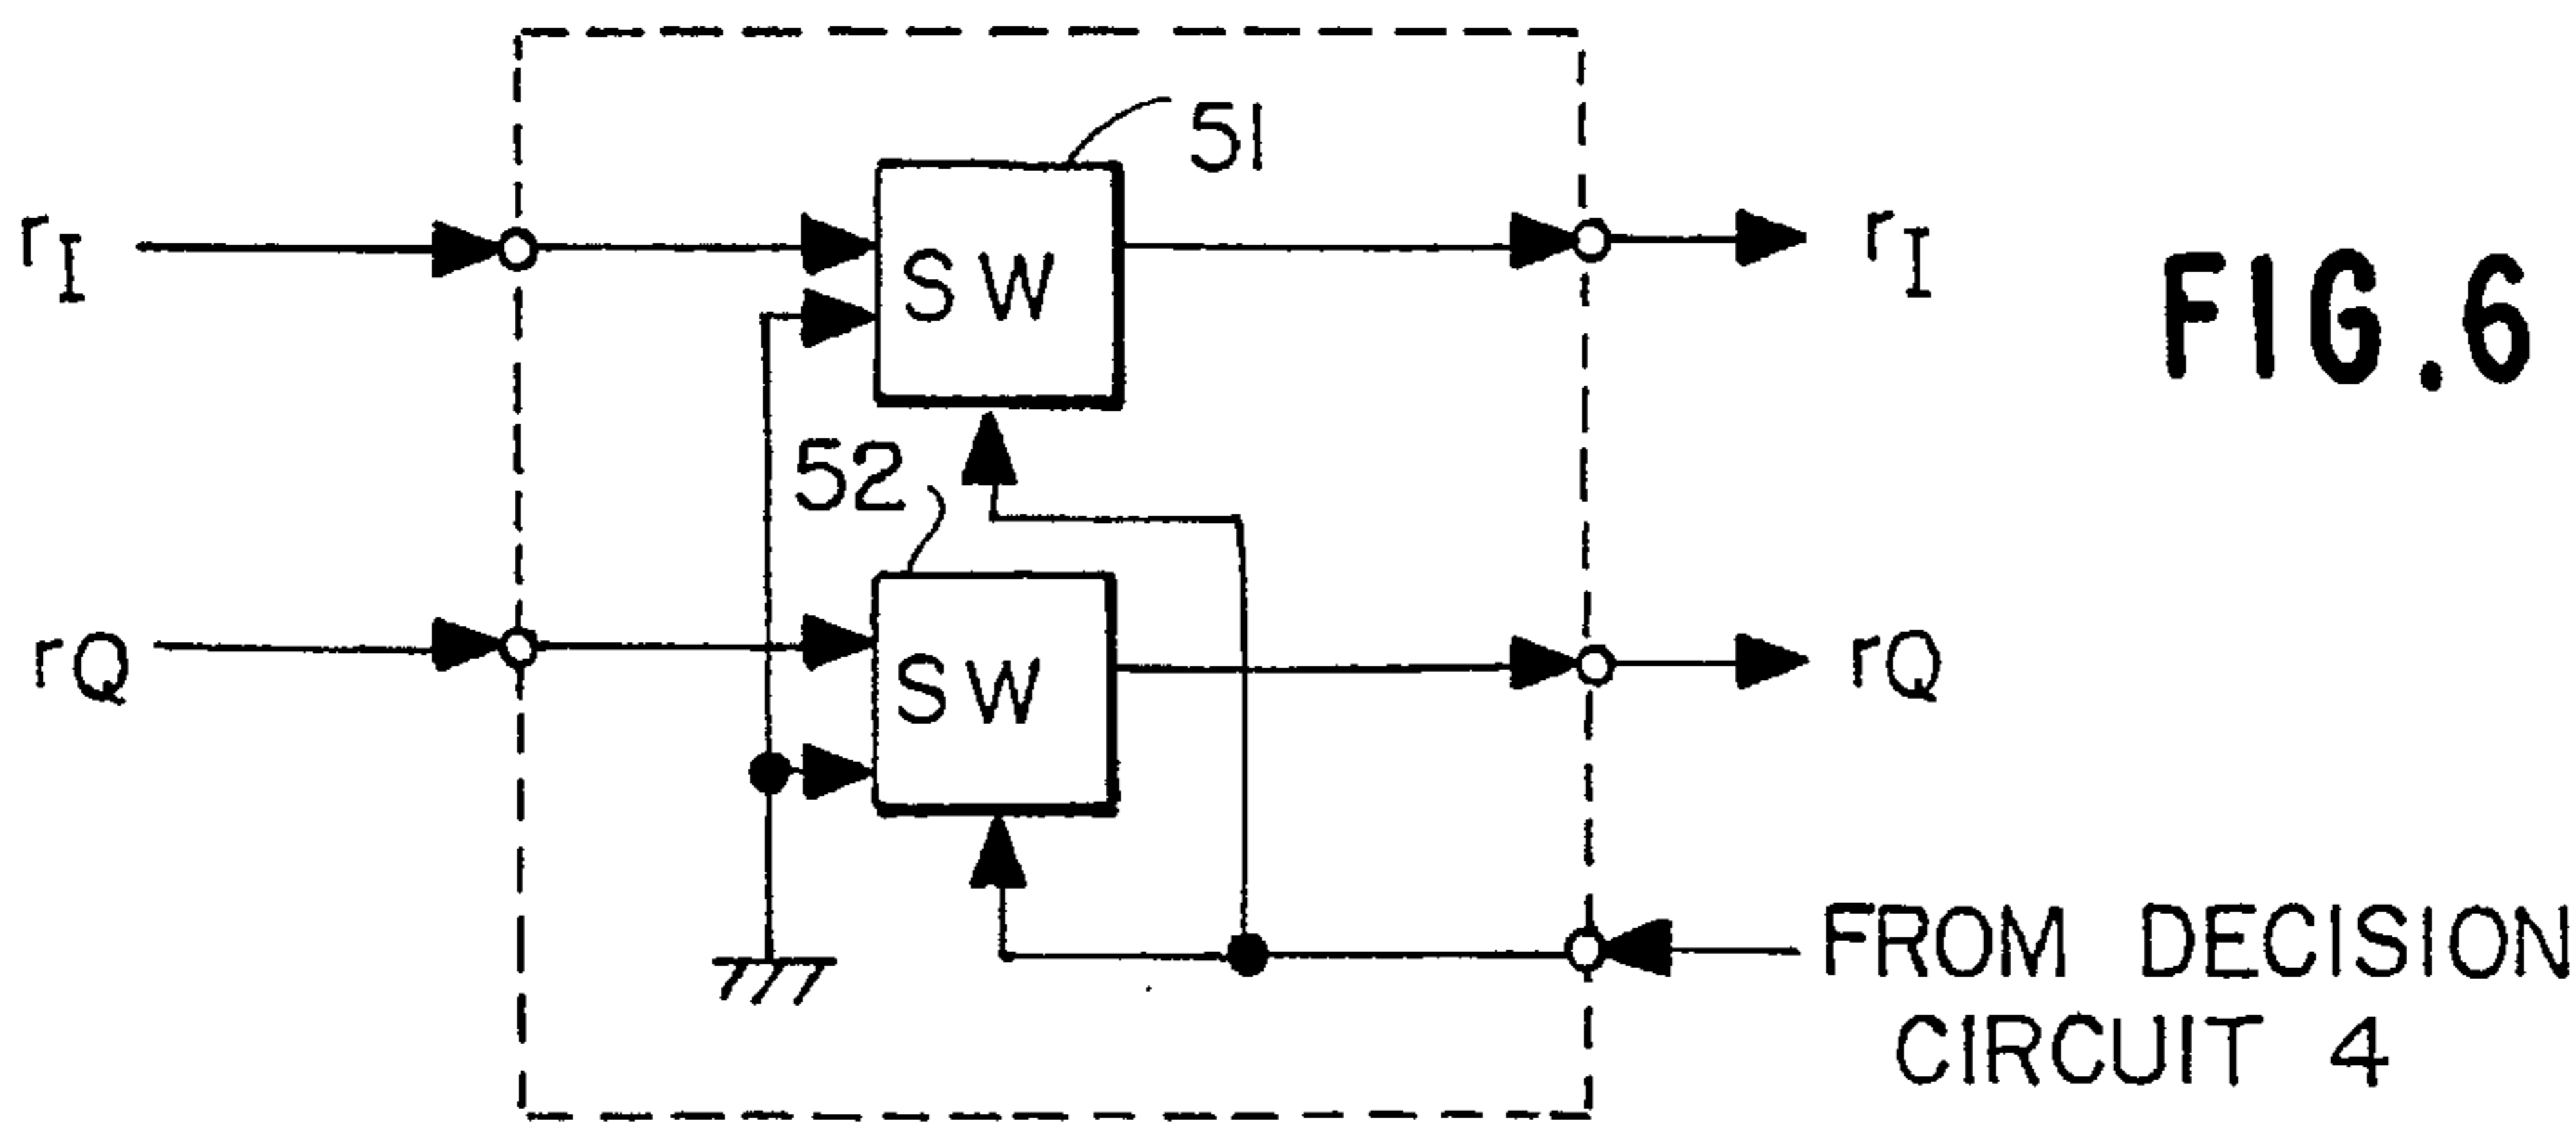 51
rI
SW
rI
FIG.6
52
rQ
SW
rQ
FROM DECISION
CIRCUIT 4